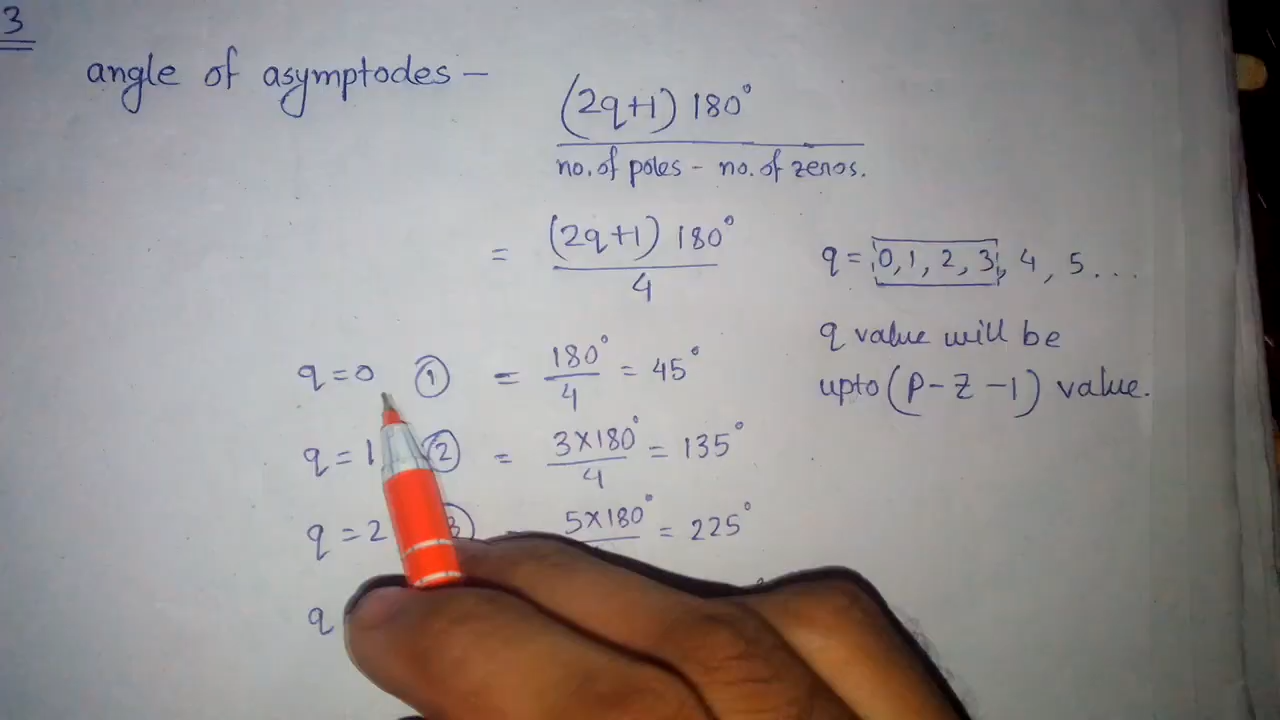 3
angle of asymptodes –
(2q+1) 180°
no. of poles - no. of zeros.
= (2q+1) 180° / 4
q = 0, 1, 2, 3, 4, 5...
q value will be
upto (P - Z - 1) value.
q = 0 ① = 180° / 4 = 45°
q = 1 ② = 3×180° / 4 = 135°
q = 2 ③ = 5×180° = 225°
q